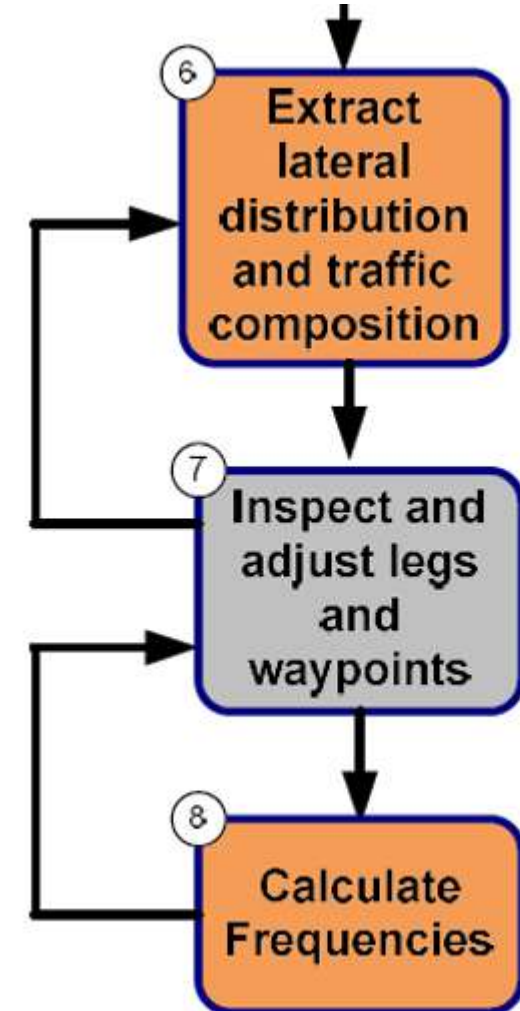 6
Extract
lateral
distribution
and traffic
composition
7
Inspect and
adjust legs
and
waypoints
8
Calculate
Frequencies